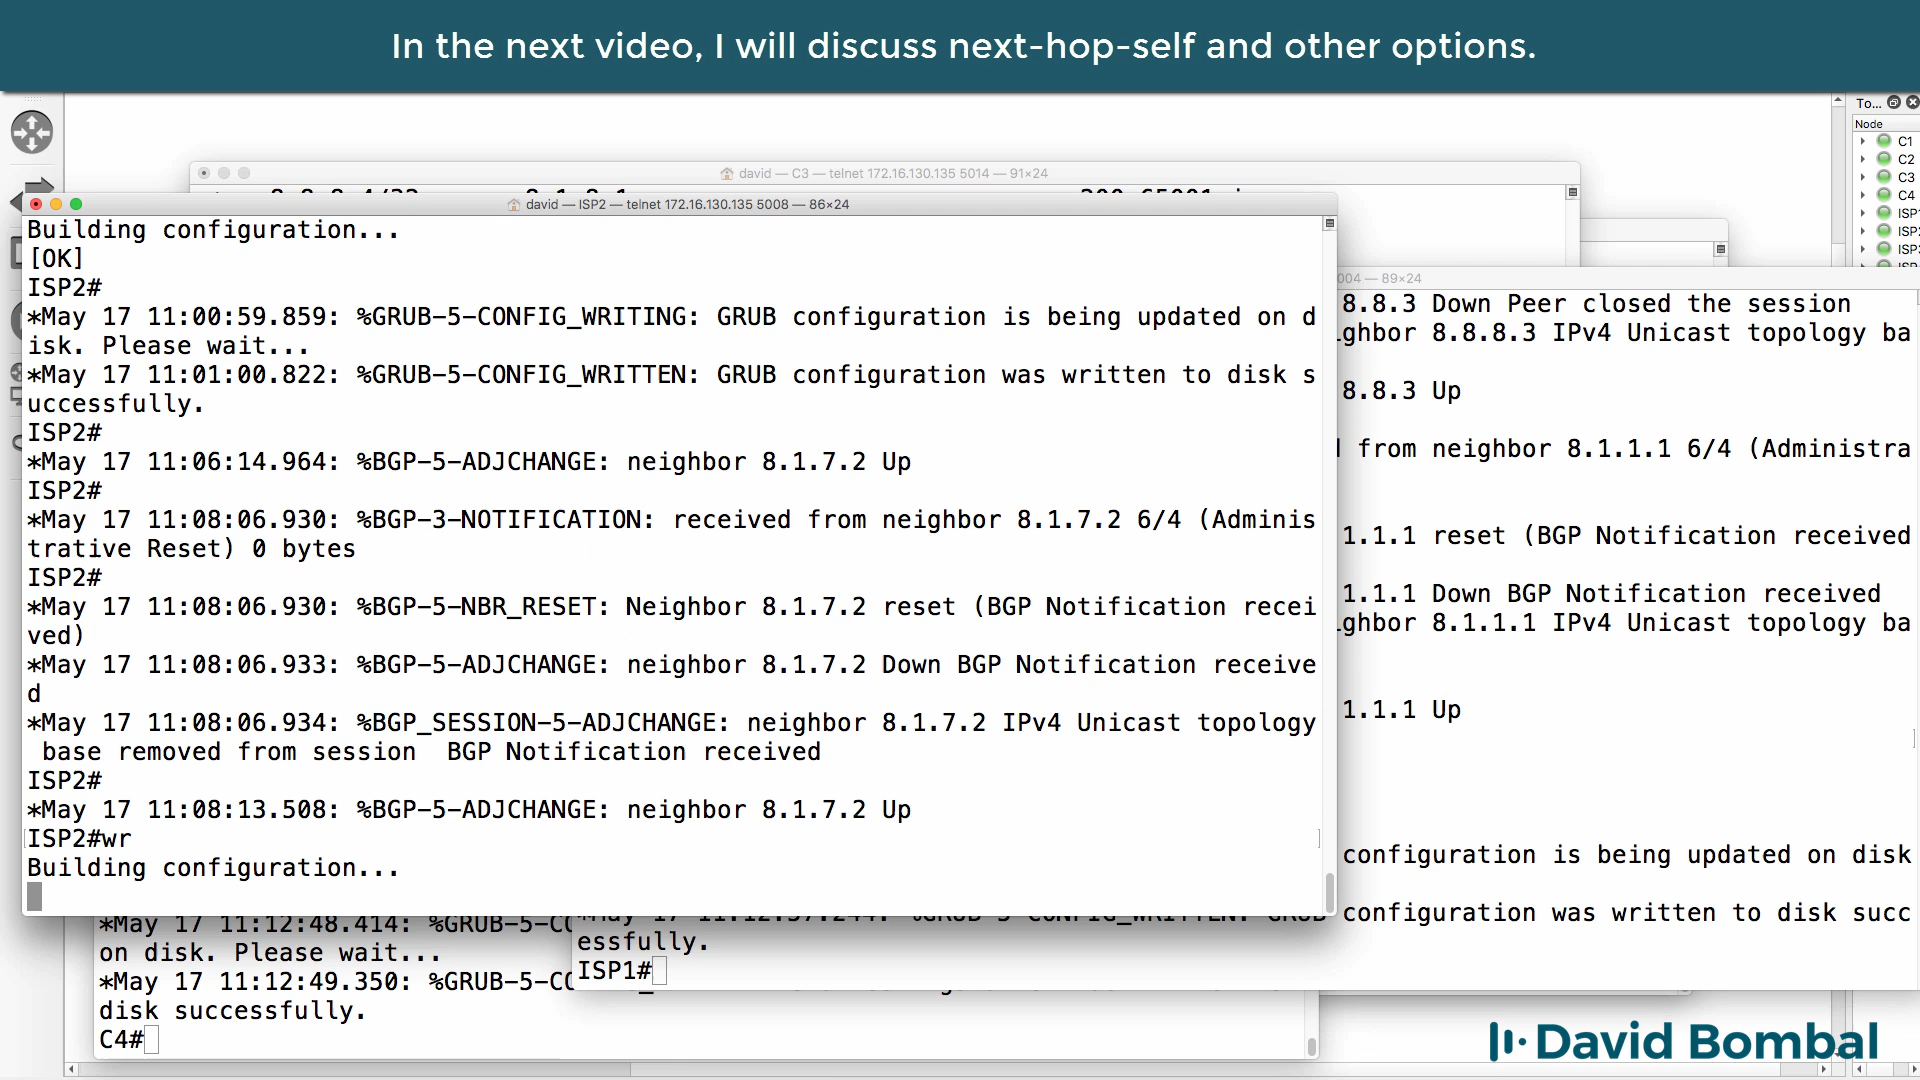 In the next video, I will discuss next-hop-self and other options.
To...
Node
C1
C2
C3
C4
ISP1
ISP2
ISP3
david — C3 — telnet 172.16.130.135 5014 — 91×24
david — ISP2 — telnet 172.16.130.135 5008 — 86×24
Building configuration...
[OK]
ISP2#
*May 17 11:00:59.859: %GRUB-5-CONFIG_WRITING: GRUB configuration is being updated on d
isk. Please wait...
*May 17 11:01:00.822: %GRUB-5-CONFIG_WRITTEN: GRUB configuration was written to disk s
uccessfully.
ISP2#
*May 17 11:06:14.964: %BGP-5-ADJCHANGE: neighbor 8.1.7.2 Up
ISP2#
*May 17 11:08:06.930: %BGP-3-NOTIFICATION: received from neighbor 8.1.7.2 6/4 (Adminis
trative Reset) 0 bytes
ISP2#
*May 17 11:08:06.930: %BGP-5-NBR_RESET: Neighbor 8.1.7.2 reset (BGP Notification recei
ved)
*May 17 11:08:06.933: %BGP-5-ADJCHANGE: neighbor 8.1.7.2 Down BGP Notification receive
d
*May 17 11:08:06.934: %BGP_SESSION-5-ADJCHANGE: neighbor 8.1.7.2 IPv4 Unicast topology
base removed from session  BGP Notification received
ISP2#
*May 17 11:08:13.508: %BGP-5-ADJCHANGE: neighbor 8.1.7.2 Up
ISP2#wr
Building configuration...
004 — 89×24
8.8.3 Down Peer closed the session
ghbor 8.8.8.3 IPv4 Unicast topology ba
8.8.3 Up
from neighbor 8.1.1.1 6/4 (Administra
1.1.1 reset (BGP Notification received
1.1.1 Down BGP Notification received
ghbor 8.1.1.1 IPv4 Unicast topology ba
1.1.1 Up
configuration is being updated on disk
configuration was written to disk succ
essfully.
ISP1#
*May 17 11:12:48.414: %GRUB-5-CO
on disk. Please wait...
*May 17 11:12:49.350: %GRUB-5-CO
disk successfully.
C4#
David Bombal